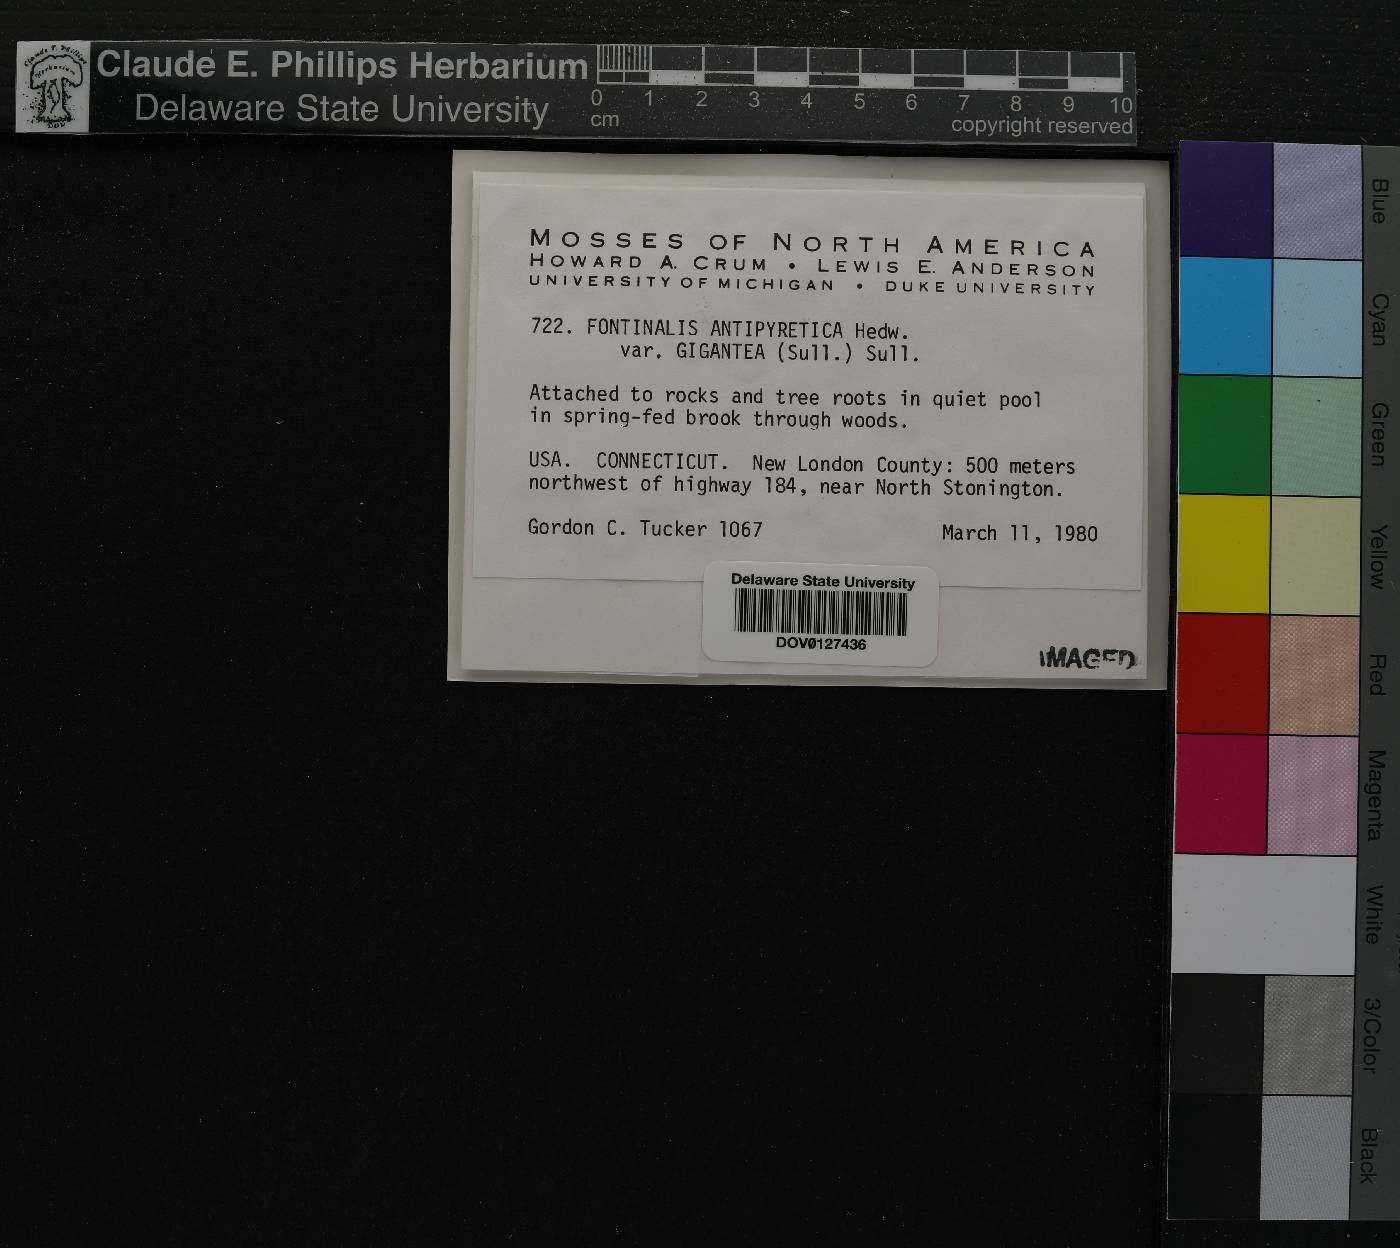 Claude E. Phillips Herbarium
Delaware State University
0 1 2 3 4 5 6 7 8 9 10
cm
copyright reserved
MOSSES OF NORTH AMERICA
HOWARD A. CRUM • LEWIS E. ANDERSON
UNIVERSITY OF MICHIGAN • DUKE UNIVERSITY
722. FONTINALIS ANTIPYRETICA Hedw.
var. GIGANTEA (Sull.) Sull.
Attached to rocks and tree roots in quiet pool
in spring-fed brook through woods.
USA. CONNECTICUT. New London County: 500 meters
northwest of highway 184, near North Stonington.
Gordon C. Tucker 1067 March 11, 1980
Delaware State University
DOV0127436
IMAGED
Blue
Cyan
Green
Yellow
Red
Magenta
White
3/Color
Black